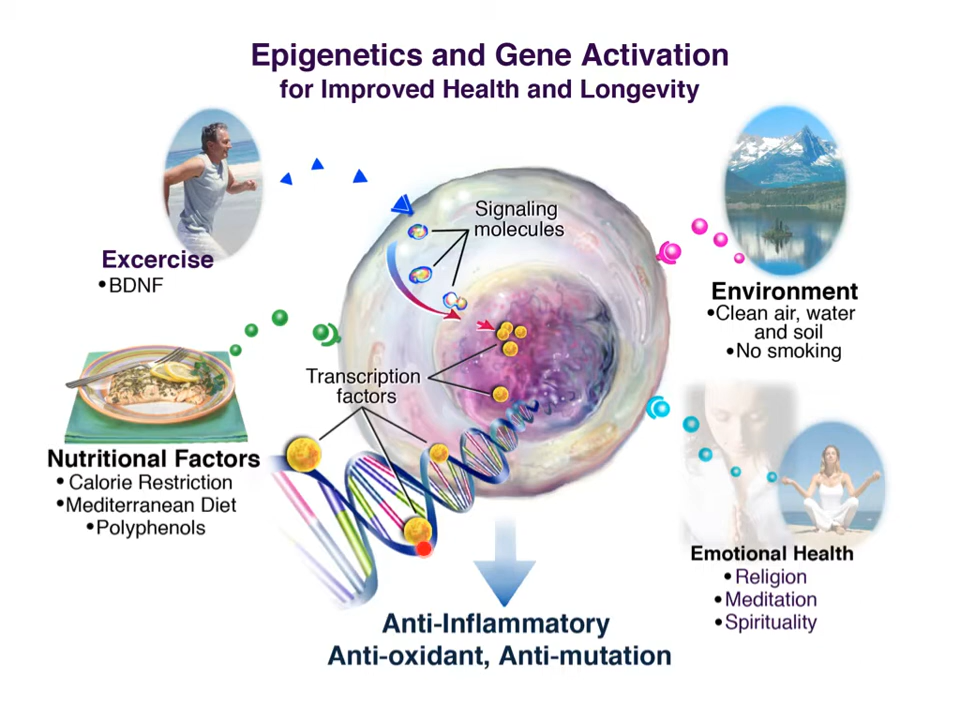 Epigenetics and Gene Activation
for Improved Health and Longevity
Signaling
molecules
Excercise
•BDNF
Environment
•Clean air, water
and soil
•No smoking
Transcription
factors
Nutritional Factors
• Calorie Restriction
•Mediterranean Diet
•Polyphenols
Emotional Health
•Religion
•Meditation
•Spirituality
Anti-Inflammatory
Anti-oxidant, Anti-mutation